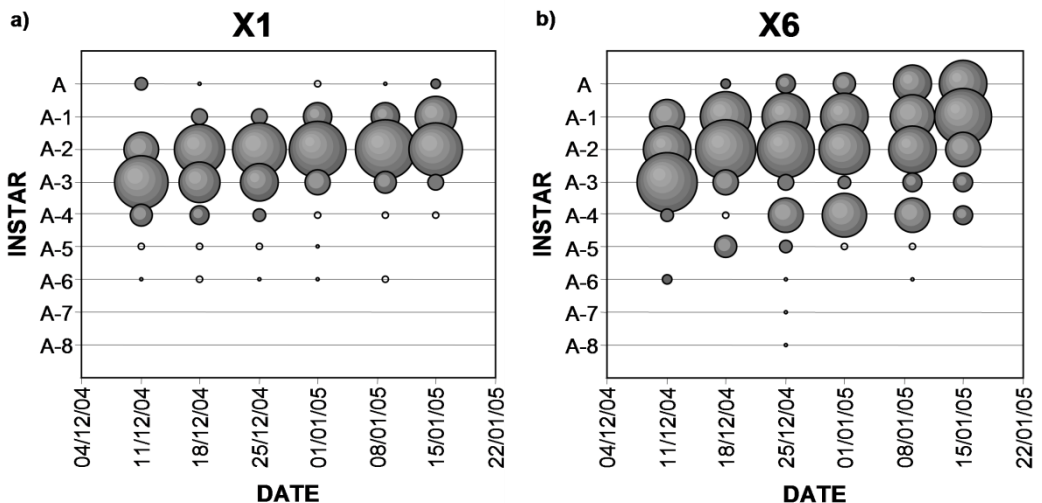 a)
X1
INSTAR
A
A-1
A-2
A-3
A-4
A-5
A-6
A-7
A-8
04/12/04
11/12/04
18/12/04
25/12/04
01/01/05
08/01/05
15/01/05
22/01/05
DATE
b)
X6
INSTAR
A
A-1
A-2
A-3
A-4
A-5
A-6
A-7
A-8
04/12/04
11/12/04
18/12/04
25/12/04
01/01/05
08/01/05
15/01/05
22/01/05
DATE